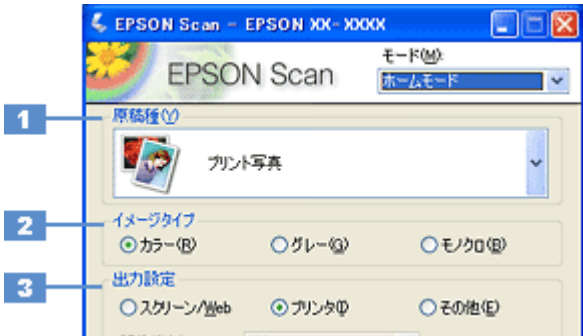 EPSON Scan - EPSON XX-XXXX
EPSON Scan
モード(M):
ホームモード
1
原稿種(Y)
プリント写真
2
イメージタイプ
カラー(R) グレー(G) モノクロ(B)
3
出力設定
スクリーン/Web プリンタ(I) その他(E)